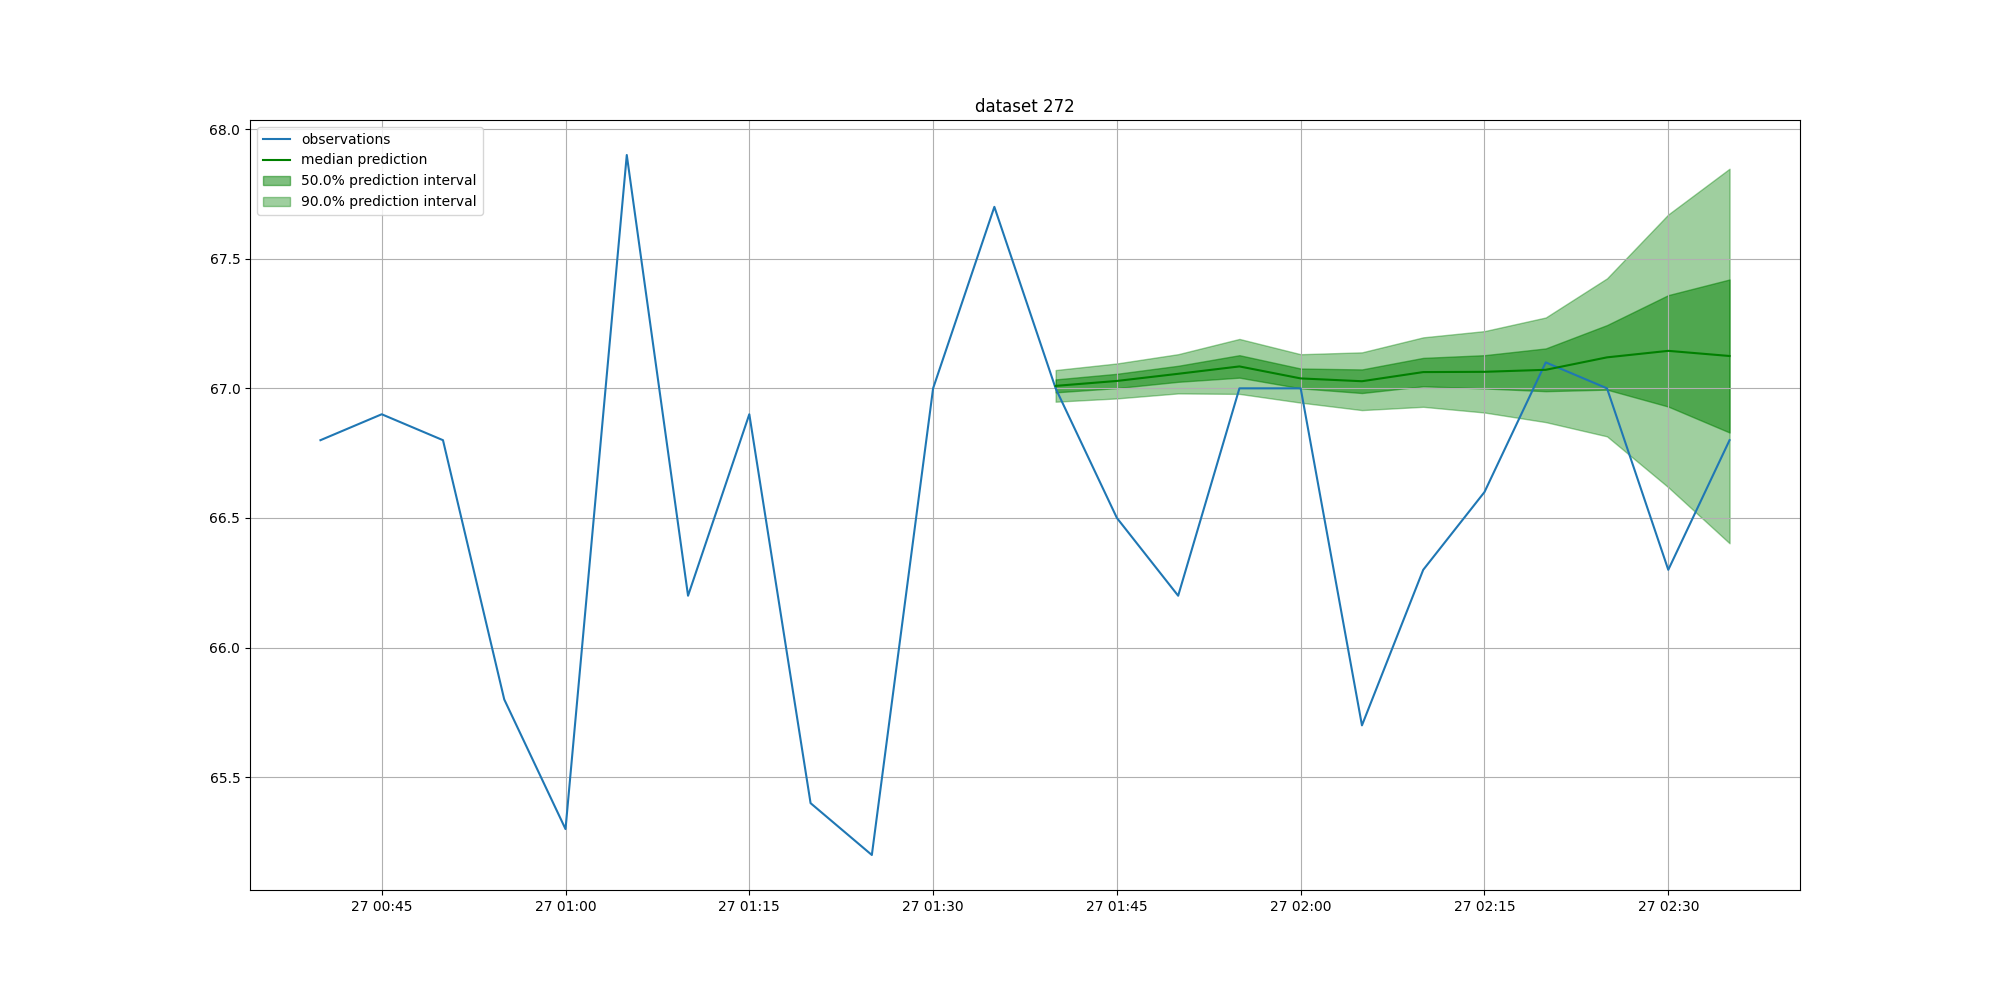 dataset 272
observations
median prediction
50.0% prediction interval
90.0% prediction interval
68.0
67.5
67.0
66.5
66.0
65.5
27 00:45
27 01:00
27 01:15
27 01:30
27 01:45
27 02:00
27 02:15
27 02:30